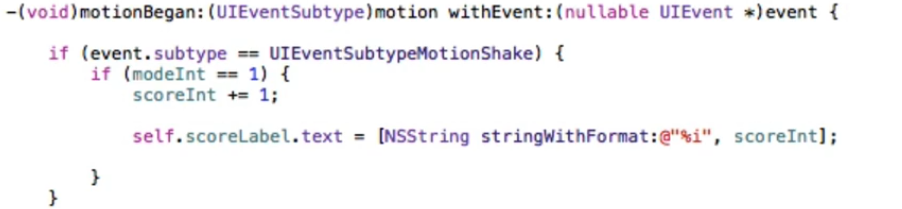 -(void)motionBegan:(UIEventSubtype)motion withEvent:(nullable UIEvent *)event {
if (event.subtype == UIEventSubtypeMotionShake) {
if (modeInt == 1) {
scoreInt += 1;
self.scoreLabel.text = [NSString stringWithFormat:@"%i", scoreInt];
}
}